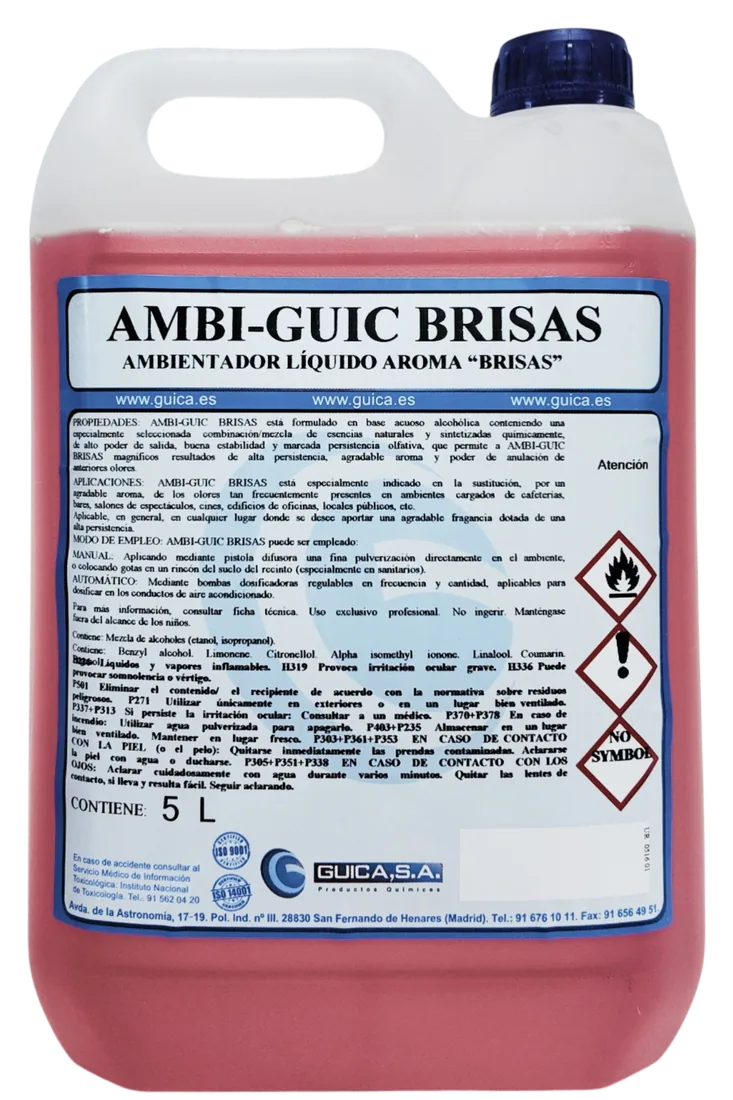 AMBI-GUIC BRISAS
AMBIENTADOR LÍQUIDO AROMA “BRISAS”
www.guica.es www.guica.es www.guica.es
PROPIEDADES: AMBI-GUIC BRISAS está formulado en base acuoso alcohólica conteniendo una
especialmente seleccionada combinación/mezcla de esencias naturales y sintetizadas químicamente,
de alto poder de salida, buena estabilidad y marcada persistencia olfativa, que permite a AMBI-GUIC
BRISAS magníficos resultados de alta persistencia, agradable aroma y poder de anulación de
anteriores olores.
APLICACIONES: AMBI-GUIC BRISAS está especialmente indicado en la sustitución, por un
agradable aroma, de los olores tan frecuentemente presentes en ambientes cargados de cafeterías,
bares, salones de espectáculos, cines, edificios de oficinas, locales públicos, etc.
Aplicable, en general, en cualquier lugar donde se desee aportar una agradable fragancia dotada de una
alta persistencia.
MODO DE EMPLEO: AMBI-GUIC BRISAS puede ser empleado:
MANUAL: Aplicando mediante pistola difusora una fina pulverización directamente en el ambiente,
o colocando gotas en un rincón del suelo del recinto (especialmente en sanitarios).
AUTOMÁTICO: Mediante bombas dosificadoras regulables en frecuencia y cantidad, aplicables para
dosificar en los conductos de aire acondicionado.
Para más información, consultar ficha técnica. Uso exclusivo profesional. No ingerir. Manténgase
fuera del alcance de los niños.
Contiene: Mezcla de alcoholes (etanol, isopropanol).
Contiene: Benzyl alcohol. Limonene. Citronellol. Alpha isomethyl ionone. Linalool. Coumarin.
Líquidos y vapores inflamables. H319 Provoca irritación ocular grave. H336 Puede
provocar somnolencia o vértigo.
P501 Eliminar el contenido/ el recipiente de acuerdo con la normativa sobre residuos
peligrosos. P271 Utilizar únicamente en exteriores o en un lugar bien ventilado.
P337+P313 Si persiste la irritación ocular: Consultar a un médico. P370+P378 En caso de
incendio: Utilizar agua pulverizada para apagarlo. P403+P235 Almacenar en un lugar
bien ventilado. Mantener en lugar fresco. P303+P361+P353 EN CASO DE CONTACTO
CON LA PIEL (o el pelo): Quitarse inmediatamente las prendas contaminadas. Aclararse
la piel con agua o ducharse. P305+P351+P338 EN CASO DE CONTACTO CON LOS
OJOS: Aclarar cuidadosamente con agua durante varios minutos. Quitar las lentes de
contacto, si lleva y resulta fácil. Seguir aclarando.
CONTIENE: 5 L
Atención
NO
SYMBOL
En caso de accidente consultar al
Servicio Médico de Información
Toxicológica. Instituto Nacional
de Toxicología. Tel.: 91 562 04 20
CERTIFIED
ISO 9001
CERTIFIED
ISO 14001
GUICA,S.A.
Productos Químicos
U.R. 051601
Avda. de la Astronomía, 17-19. Pol. Ind. nº III. 28830 San Fernando de Henares (Madrid). Tel.: 91 676 10 11. Fax: 91 656 49 51